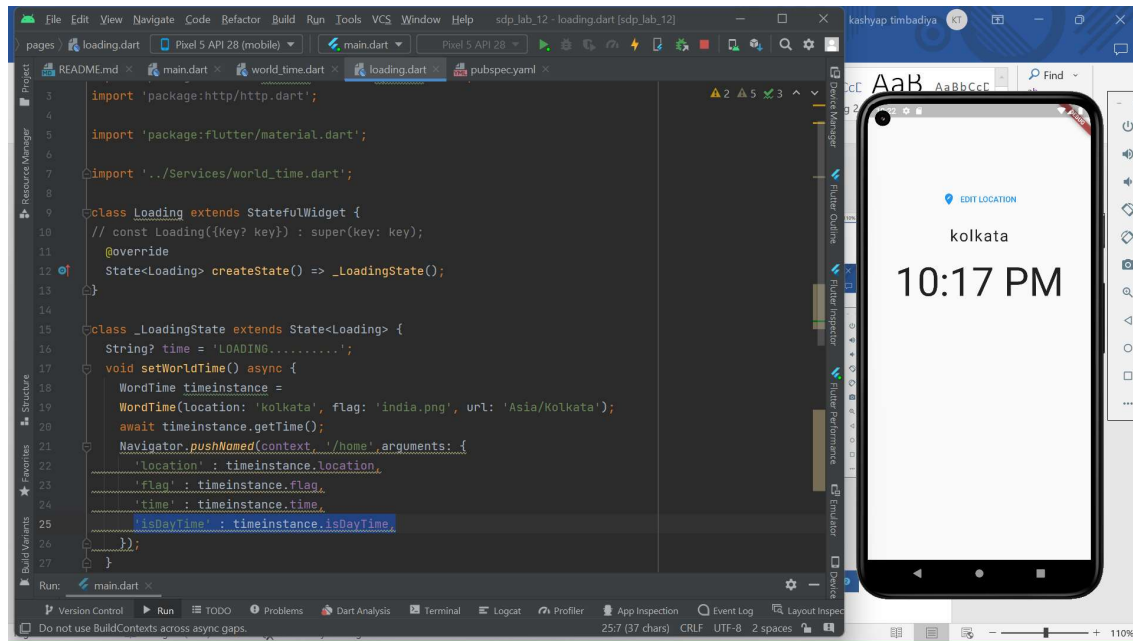 File Edit View Navigate Code Refactor Build Run Tools VCS Window Help sdp_lab_12 - loading.dart [sdp_lab_12]
kashyap timbadiya KT
pages loading.dart Pixel 5 API 28 (mobile) main.dart Pixel 5 API 28
README.md main.dart world_time.dart loading.dart pubspec.yaml
Find
AaB AaBbCcD
2 5 3
3 import 'package:http/http.dart';
4
5 import 'package:flutter/material.dart';
6
7 import '../Services/world_time.dart';
8
9 class Loading extends StatefulWidget {
10 // const Loading({Key? key}) : super(key: key);
11 @override
12 State<Loading> createState() => _LoadingState();
13 }
14
15 class _LoadingState extends State<Loading> {
16 String? time = 'LOADING..........';
17 void setWorldTime() async {
18 WordTime timeinstance =
19 WordTime(location: 'kolkata', flag: 'india.png', url: 'Asia/Kolkata');
20 await timeinstance.getTime();
21 Navigator.pushNamed(context, '/home',arguments: {
22 'location' : timeinstance.location,
23 'flag' : timeinstance.flag,
24 'time' : timeinstance.time,
25 'isDayTime' : timeinstance.isDayTime,
26 });
27 }
Project
Resource Manager
Structure
Favorites
Build Variants
Device Manager
Flutter Outline
Flutter Inspector
Flutter Performance
Emulator
EDIT LOCATION
kolkata
10:17 PM
Run: main.dart
Version Control Run TODO Problems Dart Analysis Terminal Logcat Profiler App Inspection Event Log Layout Inspec
Do not use BuildContexts across async gaps. 25:7 (37 chars) CRLF UTF-8 2 spaces
110%